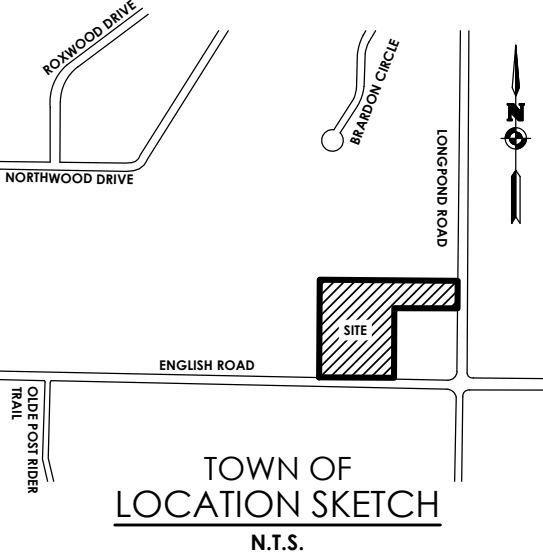 ROXWOOD DRIVE
BRARDON CIRCLE
N
LONGPOND ROAD
NORTHWOOD DRIVE
SITE
ENGLISH ROAD
OLDE POST RIDER
TRAIL
TOWN OF
LOCATION SKETCH
N.T.S.